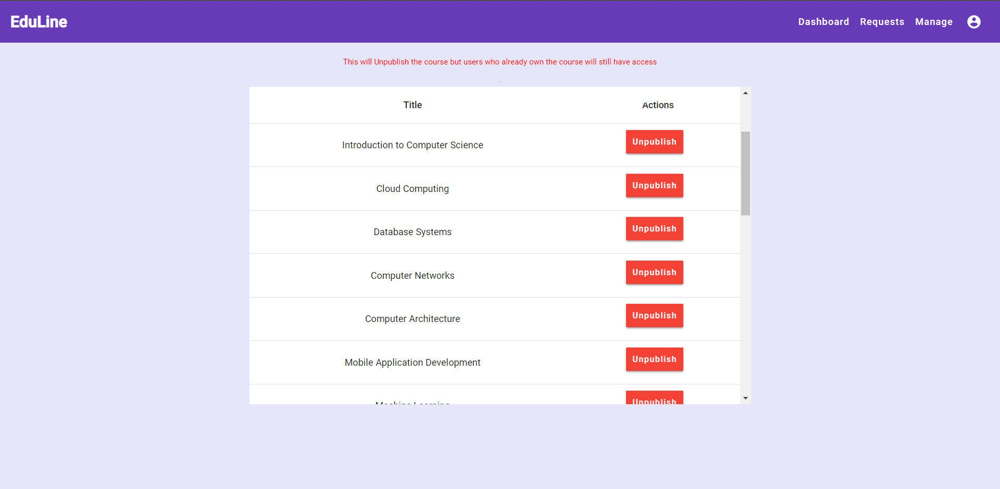 EduLine
Dashboard Requests Manage
This will Unpublish the course but users who already own the course will still have access
Title Actions
Introduction to Computer Science Unpublish
Cloud Computing Unpublish
Database Systems Unpublish
Computer Networks Unpublish
Computer Architecture Unpublish
Mobile Application Development Unpublish
Machine Learning Unpublish